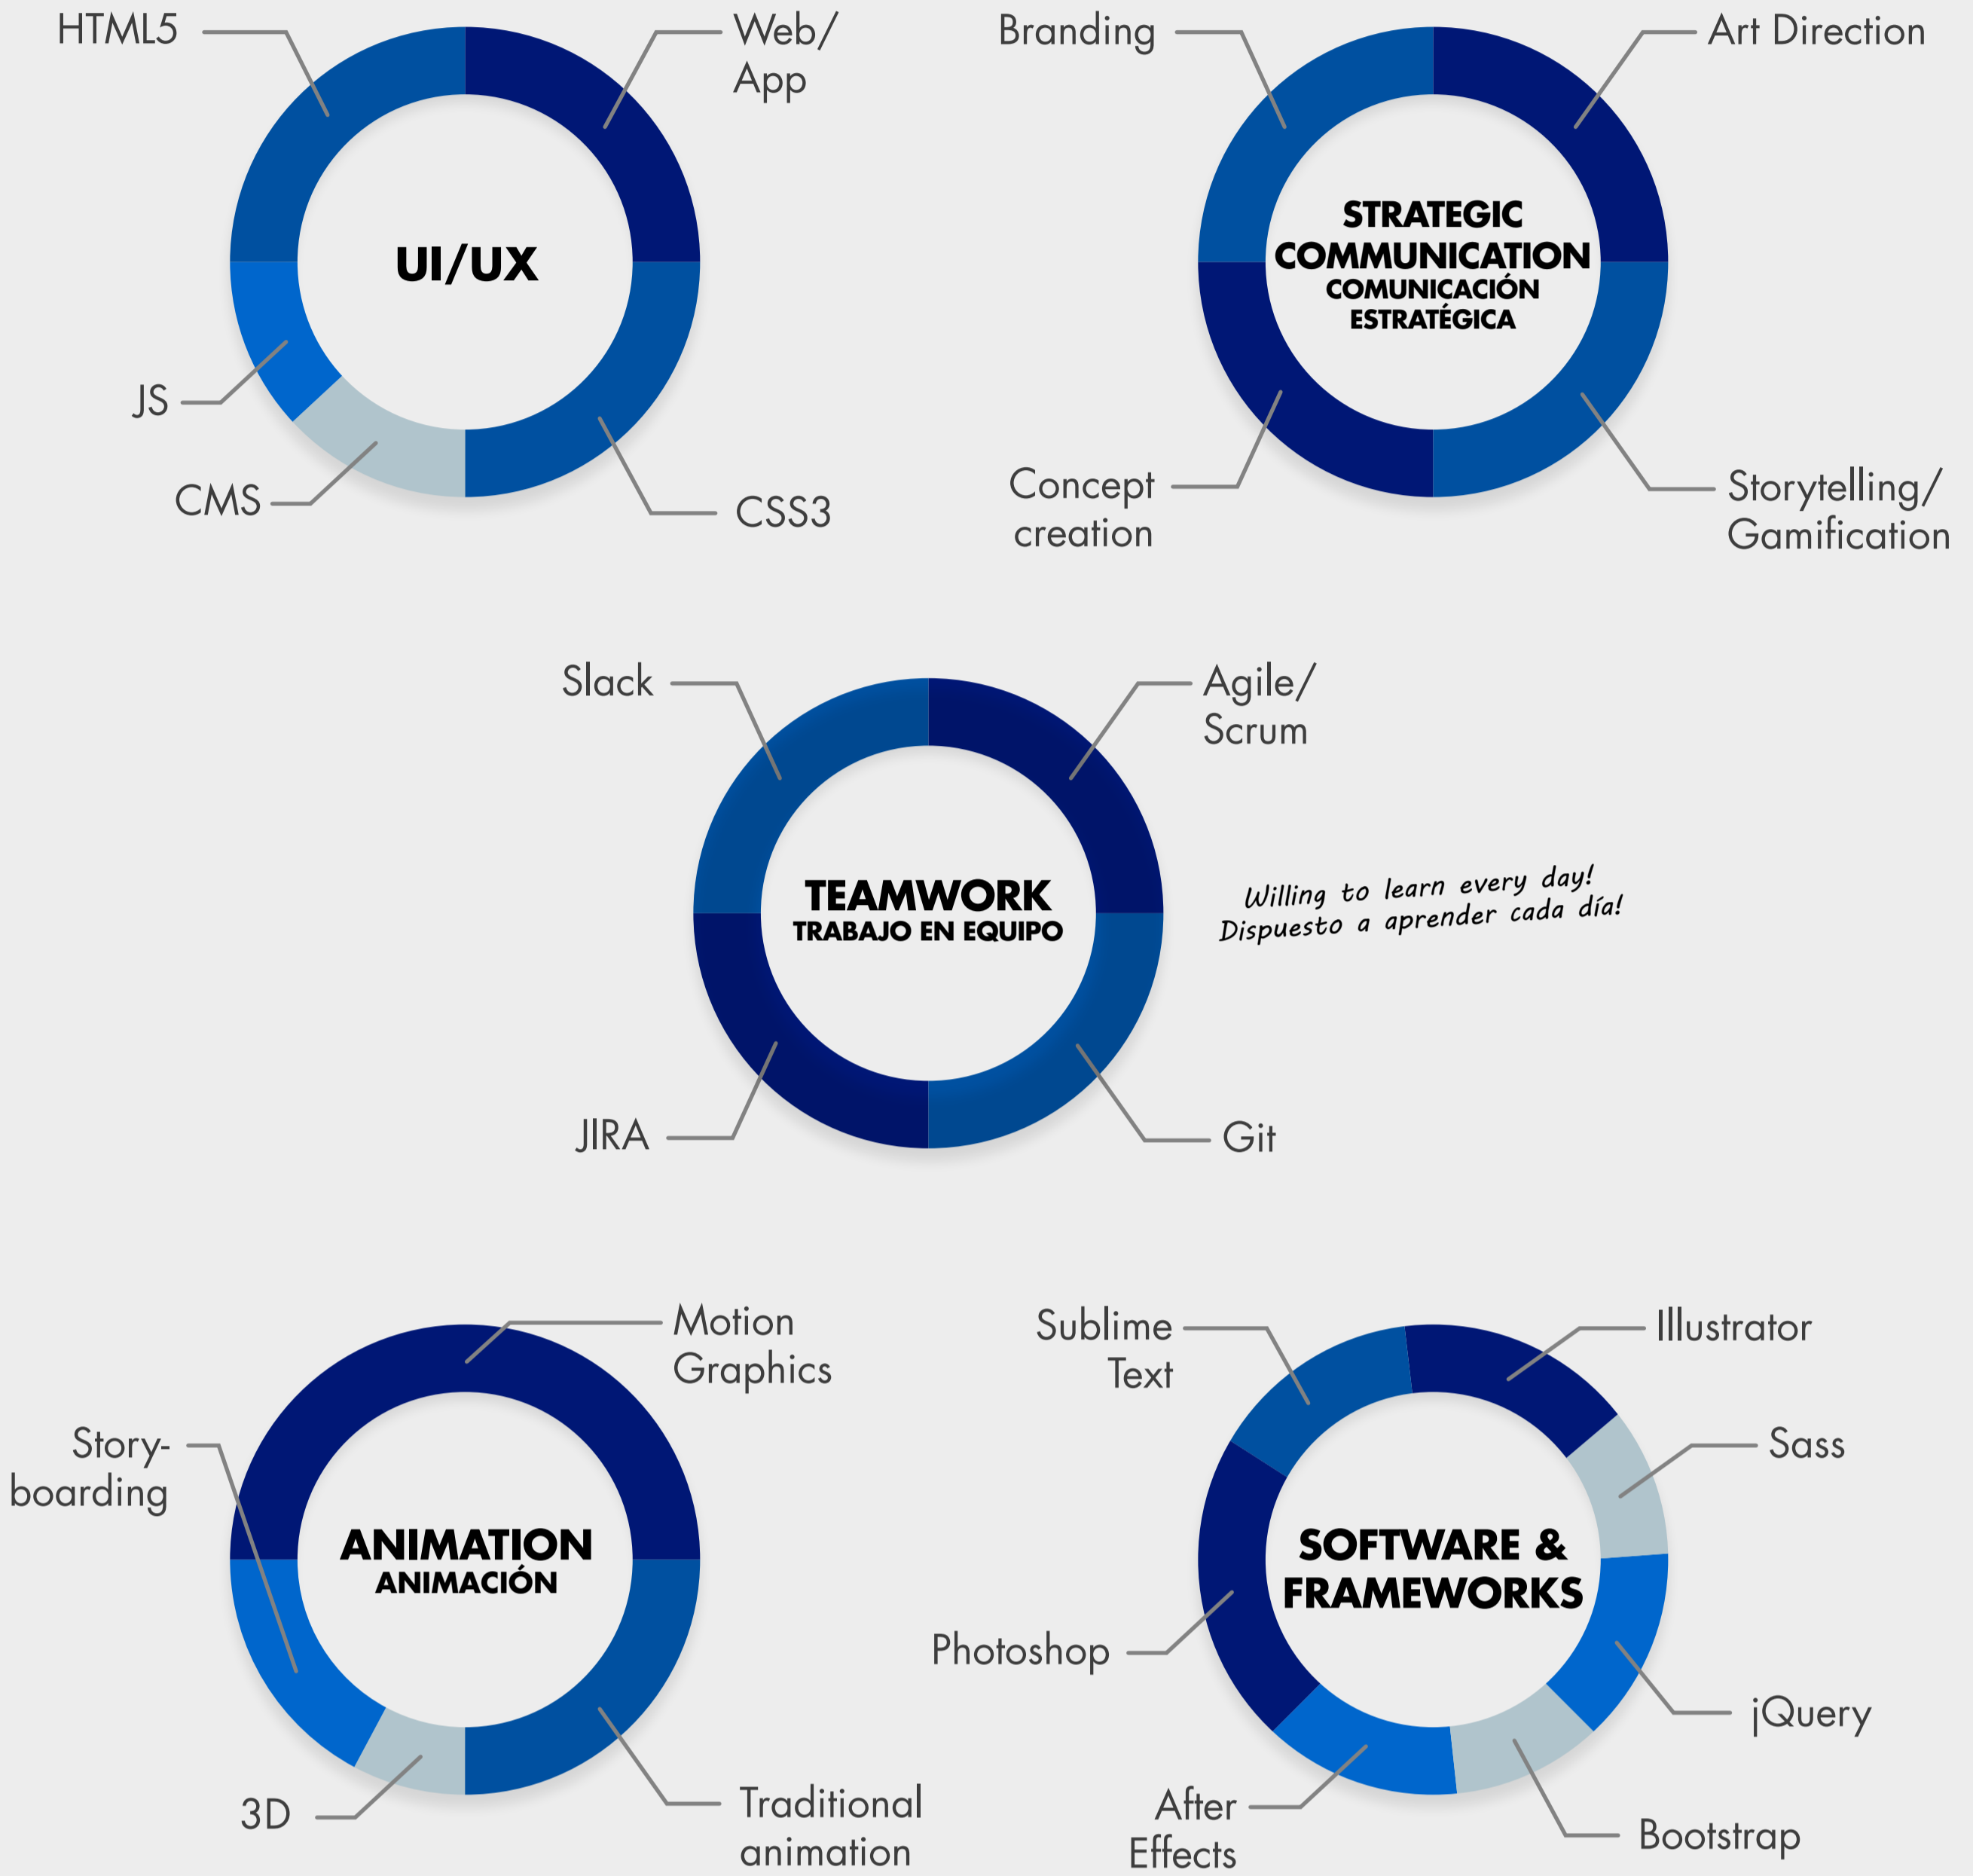 HTML5
Web/
App
UI/UX
JS
CMS
CSS3
Branding
Art Direction
STRATEGIC
COMMUNICATION
COMUNICACIÓN
ESTRATÉGICA
Concept
creation
Storytelling/
Gamification
Slack
Agile/
Scrum
TEAMWORK
TRABAJO EN EQUIPO
Willing to learn every day!
Dispuesto a aprender cada día!
JIRA
Git
Motion
Graphics
Story-
boarding
ANIMATION
ANIMACIÓN
3D
Traditional
animation
Sublime
Text
Illustrator
Sass
SOFTWARE &
FRAMEWORKS
Photoshop
jQuery
After
Effects
Bootstrap